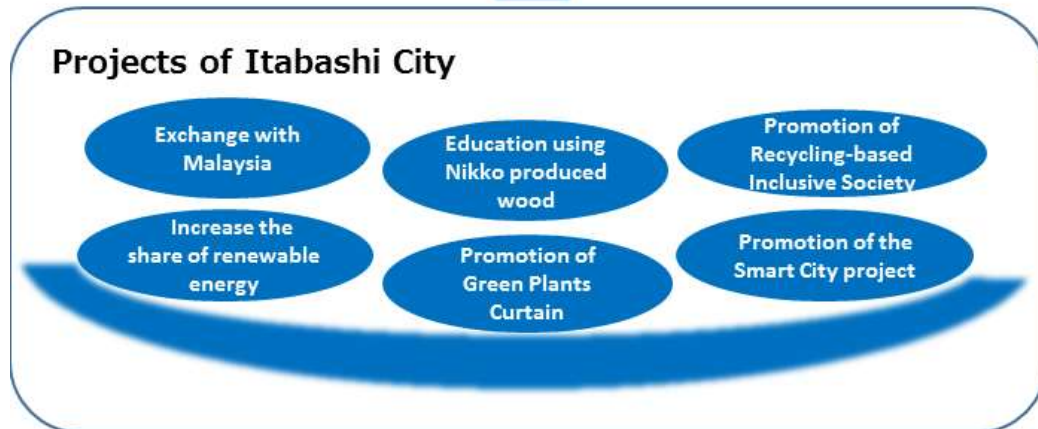 Projects of Itabashi City
Exchange with
Malaysia
Education using
Nikko produced
wood
Promotion of
Recycling-based
Inclusive Society
Increase the
share of renewable
energy
Promotion of
Green Plants
Curtain
Promotion of the
Smart City project